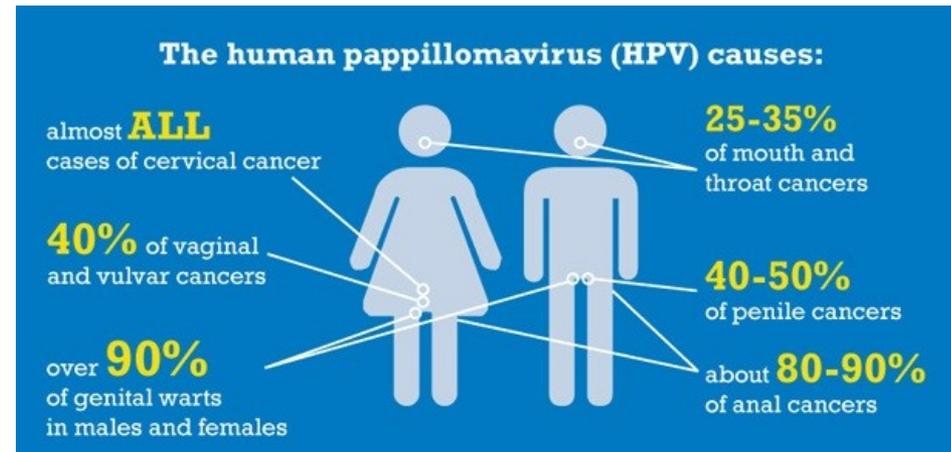 The human pappillomavirus (HPV) causes:
almost ALL
cases of cervical cancer
40% of vaginal
and vulvar cancers
over 90%
of genital warts
in males and females
25-35%
of mouth and
throat cancers
40-50%
of penile cancers
about 80-90%
of anal cancers